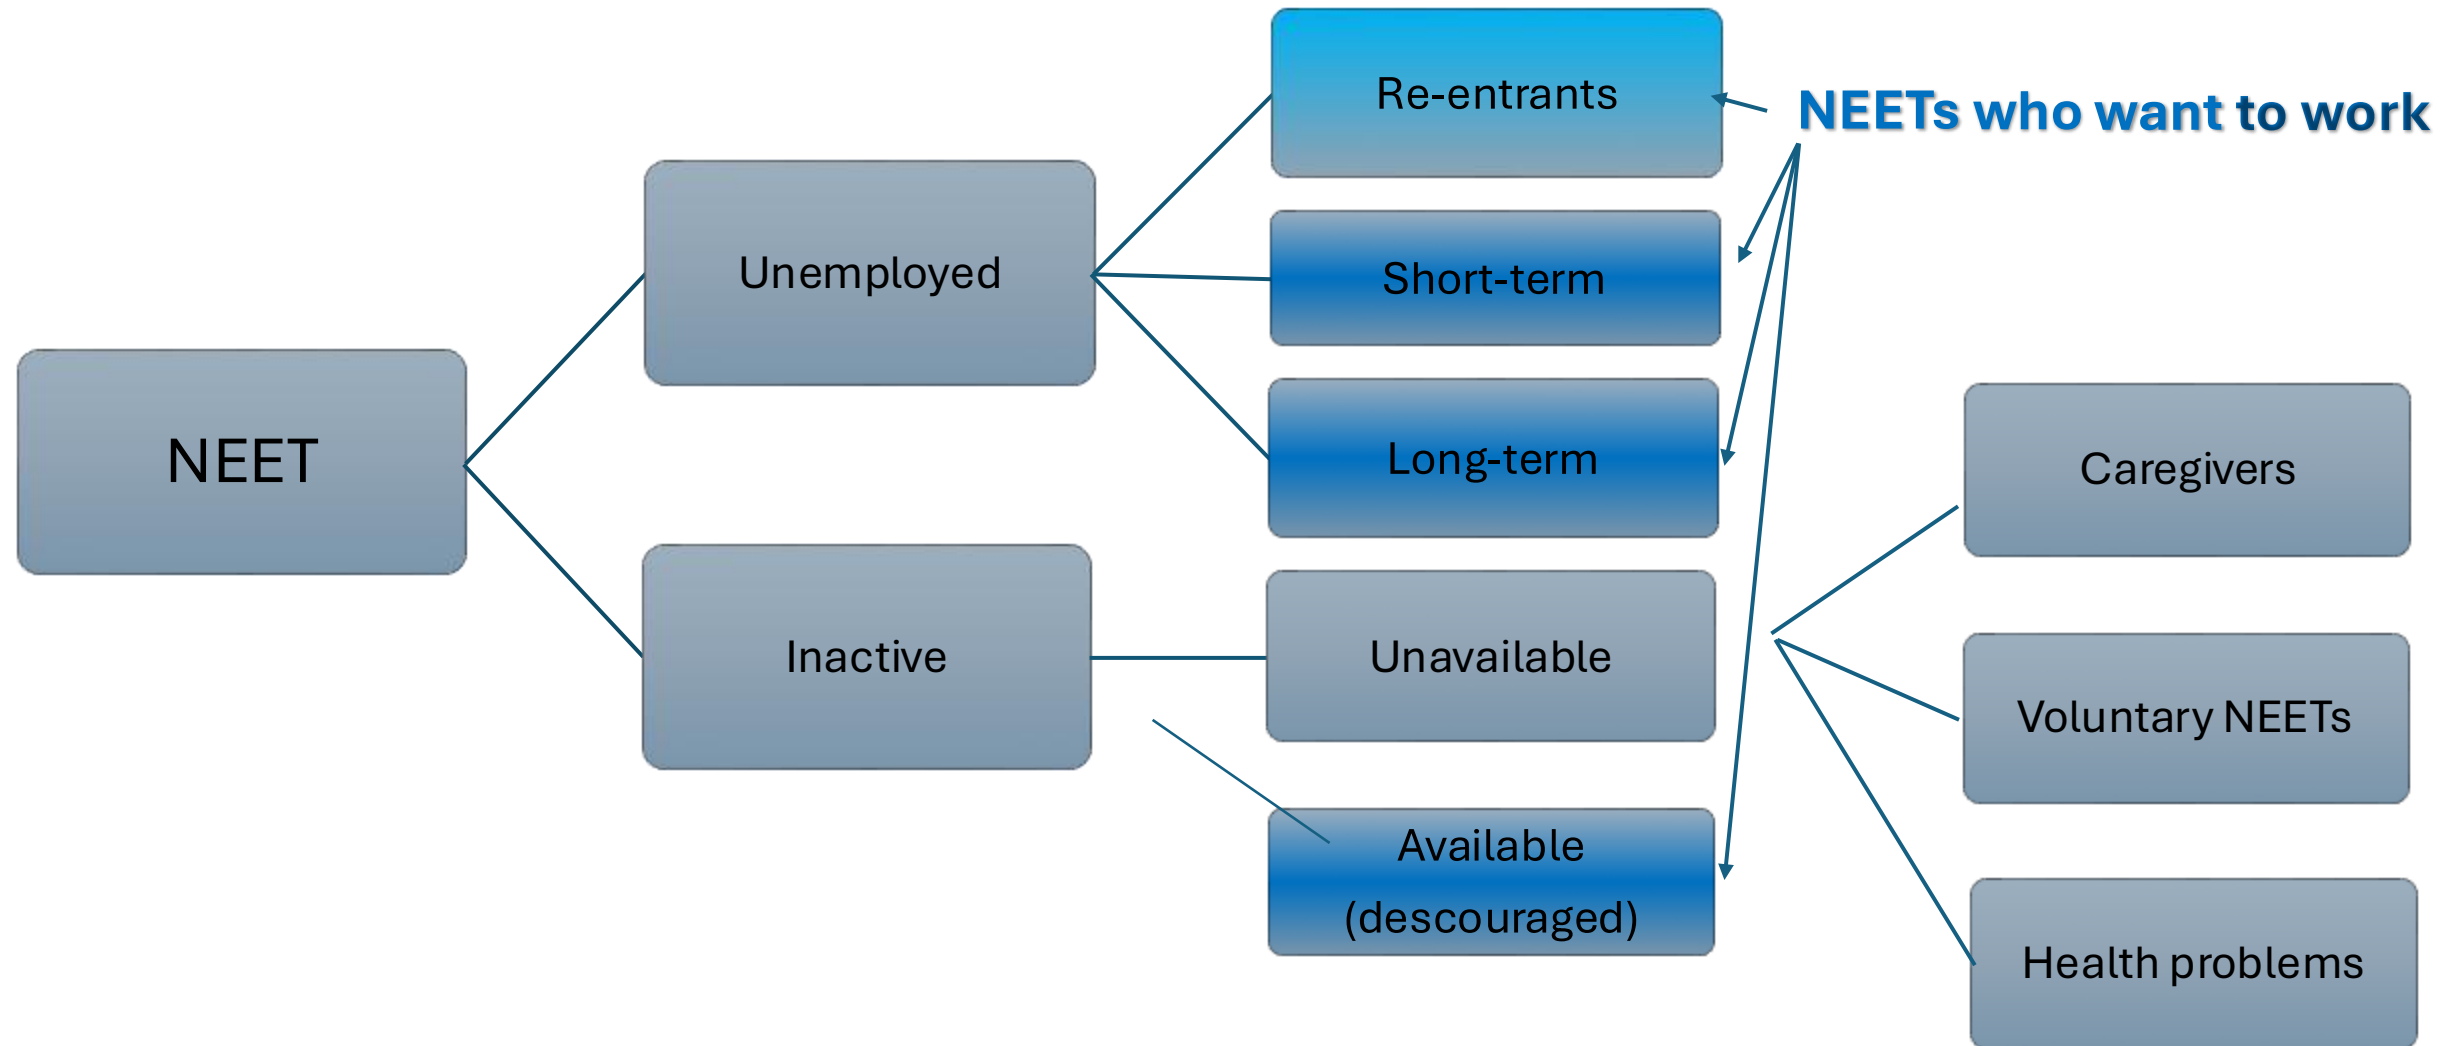 NEET
Unemployed
Inactive
Re-entrants
Short-term
Long-term
Unavailable
Available
(descouraged)
NEETs who want to work
Caregivers
Voluntary NEETs
Health problems